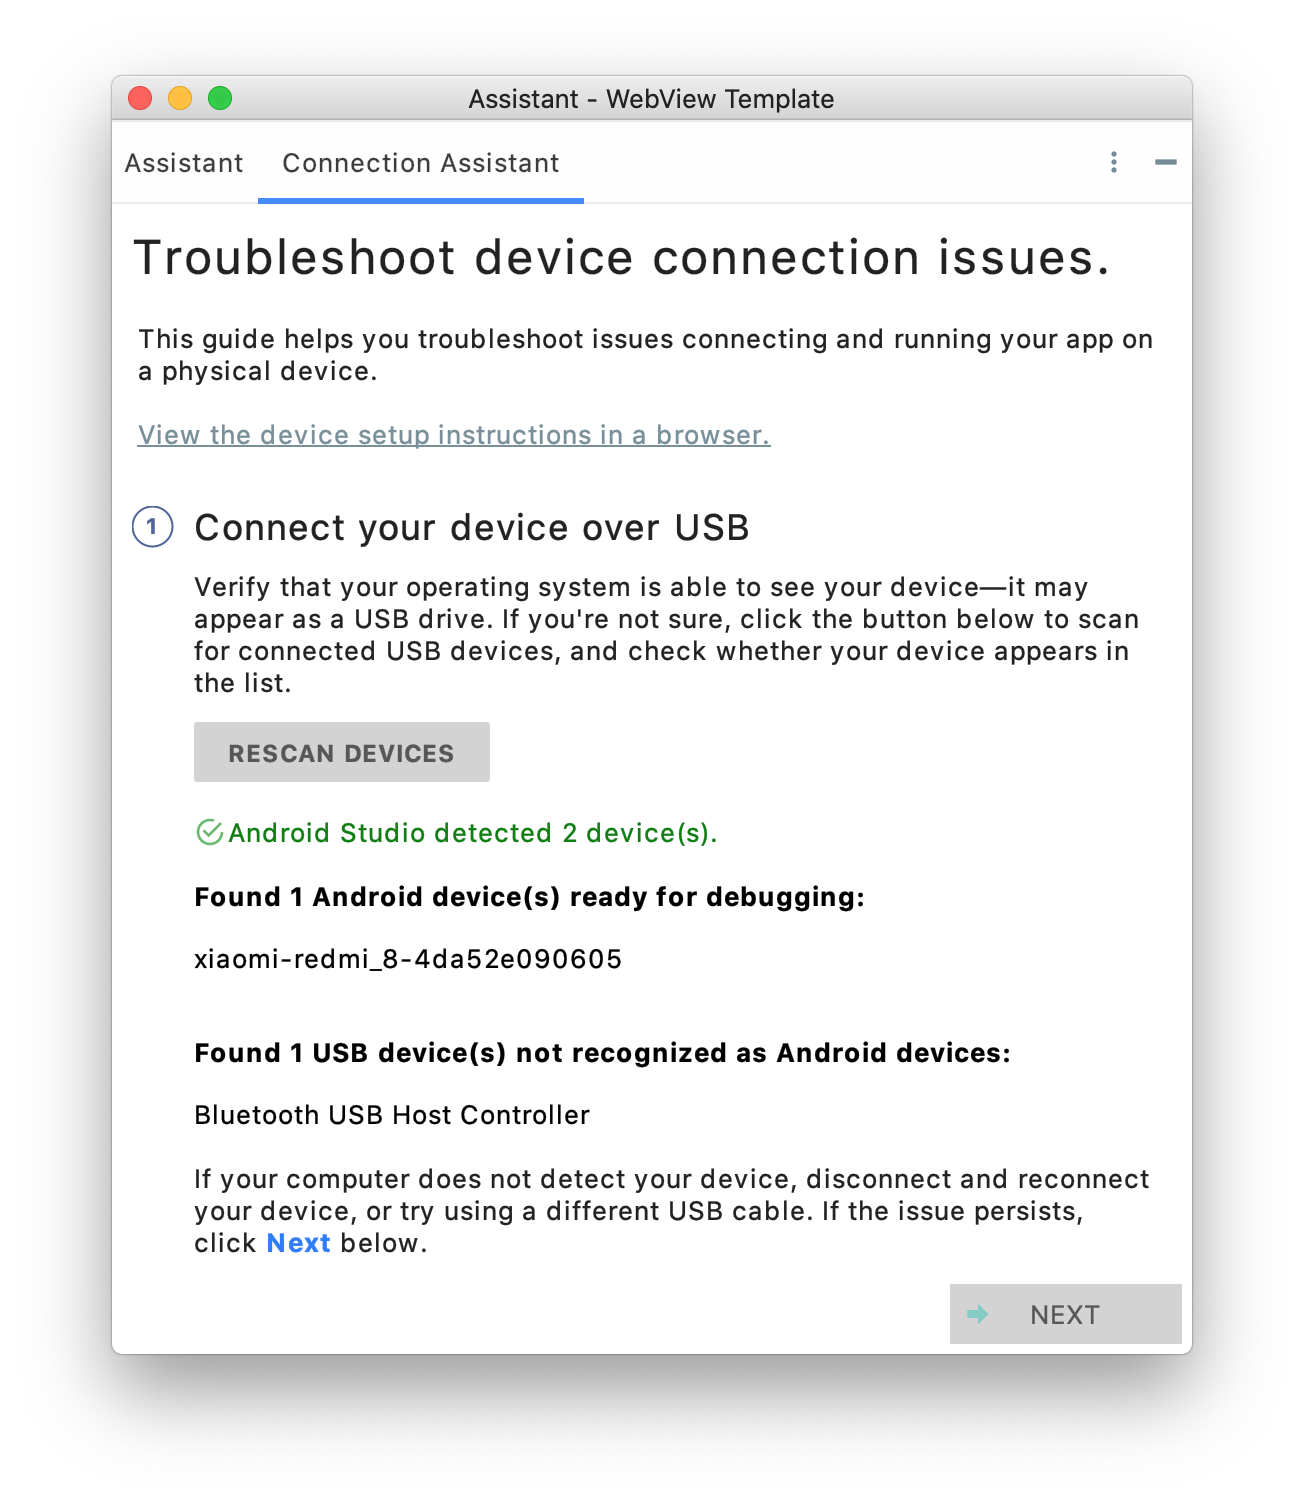 Assistant - WebView Template
Assistant Connection Assistant
Troubleshoot device connection issues.
This guide helps you troubleshoot issues connecting and running your app on
a physical device.
View the device setup instructions in a browser.
1 Connect your device over USB
Verify that your operating system is able to see your device—it may
appear as a USB drive. If you're not sure, click the button below to scan
for connected USB devices, and check whether your device appears in
the list.
RESCAN DEVICES
Android Studio detected 2 device(s).
Found 1 Android device(s) ready for debugging:
xiaomi-redmi_8-4da52e090605
Found 1 USB device(s) not recognized as Android devices:
Bluetooth USB Host Controller
If your computer does not detect your device, disconnect and reconnect
your device, or try using a different USB cable. If the issue persists,
click Next below.
NEXT